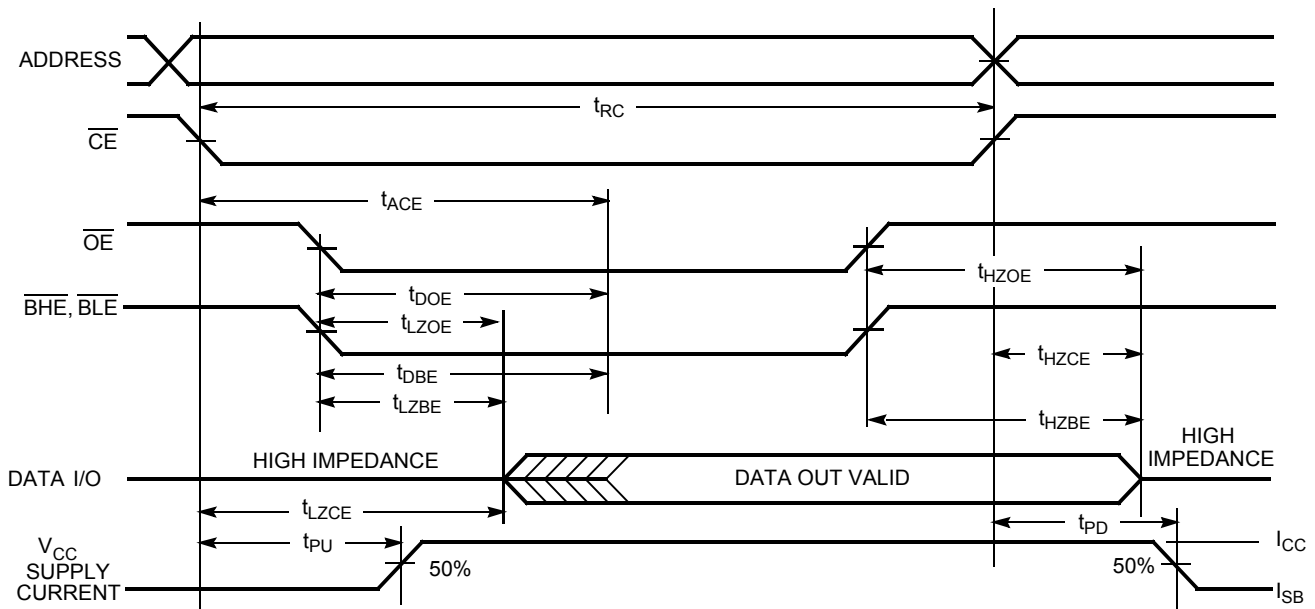 ADDRESS
tRC
CE
tACE
OE
tHZOE
tDOE
BHE, BLE
tLZOE
tHZCE
tDBE
tLZBE
tHZBE
HIGH IMPEDANCE
HIGH
IMPEDANCE
DATA I/O
DATA OUT VALID
tLZCE
tPD
VCC
SUPPLY
CURRENT
tPU
50%
50%
ICC
ISB